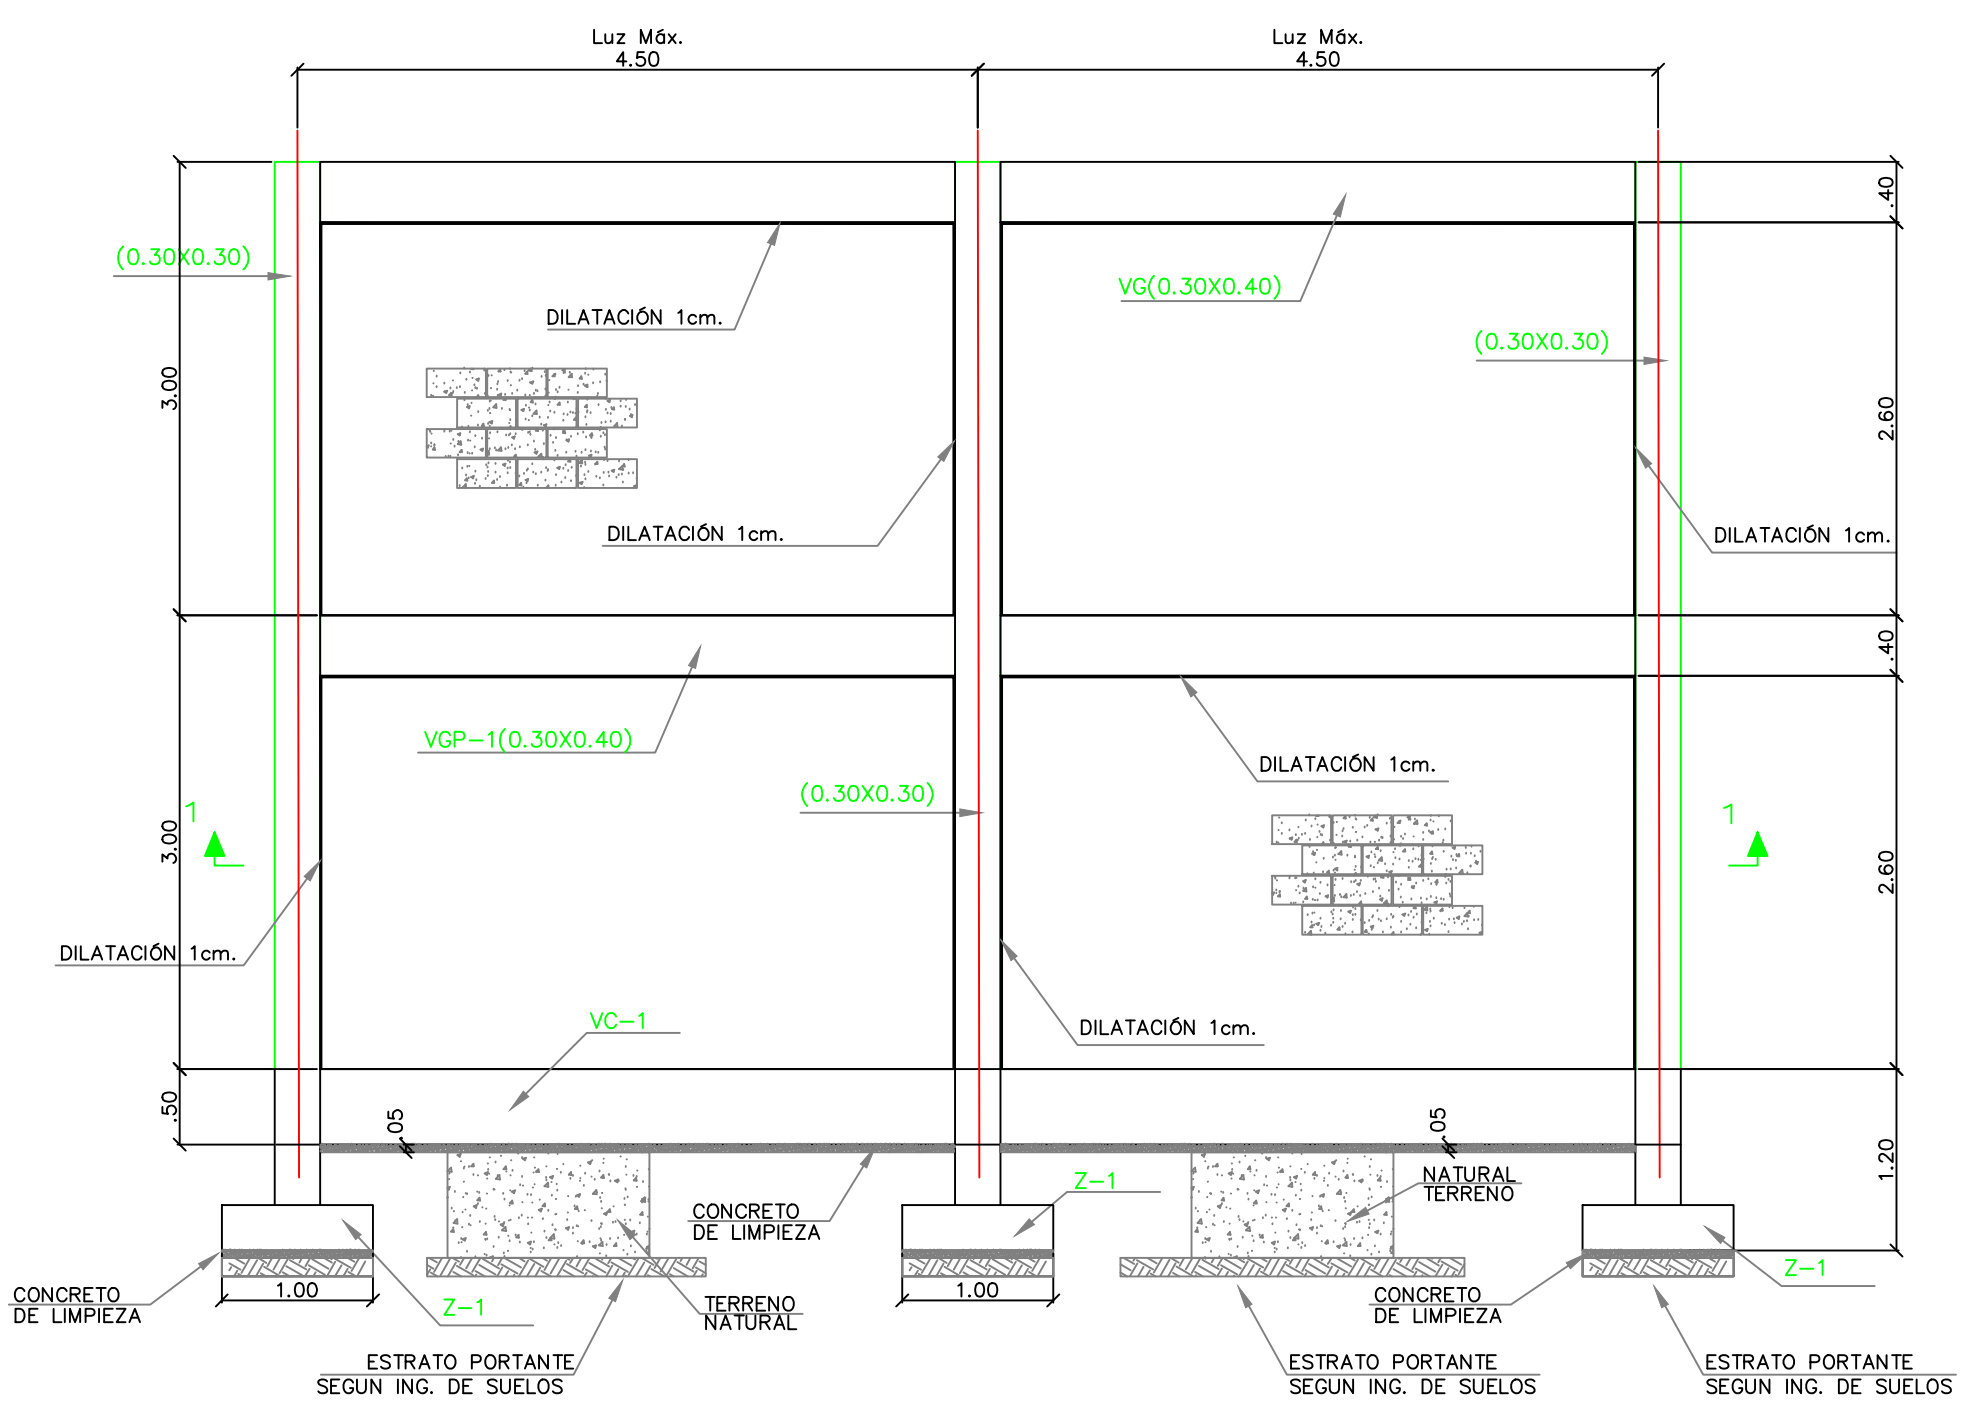 Luz Máx.
4.50
Luz Máx.
4.50
.40
(0.30X0.30)
VG(0.30X0.40)
DILATACIÓN 1cm.
(0.30X0.30)
3.00
2.60
DILATACIÓN 1cm.
DILATACIÓN 1cm.
.40
VGP-1(0.30X0.40)
DILATACIÓN 1cm.
(0.30X0.30)
1
1
3.00
2.60
DILATACIÓN 1cm.
VC-1
DILATACIÓN 1cm.
.50
.05
.05
1.20
Z-1
NATURAL
TERRENO
CONCRETO
DE LIMPIEZA
Z-1
1.00
1.00
CONCRETO
DE LIMPIEZA
Z-1
TERRENO
NATURAL
CONCRETO
DE LIMPIEZA
ESTRATO PORTANTE
SEGUN ING. DE SUELOS
ESTRATO PORTANTE
SEGUN ING. DE SUELOS
ESTRATO PORTANTE
SEGUN ING. DE SUELOS